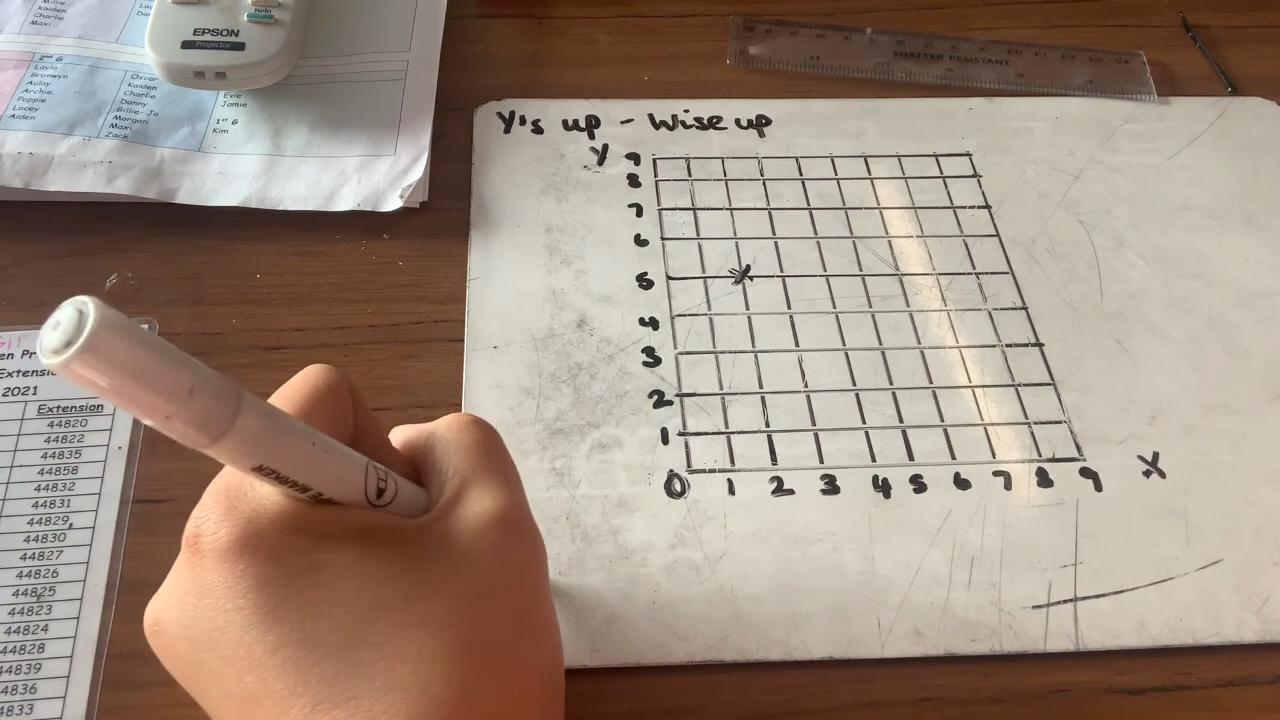 Millie
Kaiden
Charlie
Maxi
Help
EPSON
Projector
2nd G
Layla
Bronwyn
Aulay
Archie
Poppie
Lacey
Aiden
Oscar
Kaiden
Charlie
Danny
Billie-Jo
Morgan
Maxi
Zack
Evie
Jamie
1st G
Kim
SHATTER RESISTANT
Y's up - Wise up
Y 9
8
7
6
5
4
3
2
1
0 1 2 3 4 5 6 7 8 9 X
2021
Extension
44820
44822
44835
44858
44832
44831
44829
44830
44827
44826
44825
44823
44824
44828
44839
44836
44833